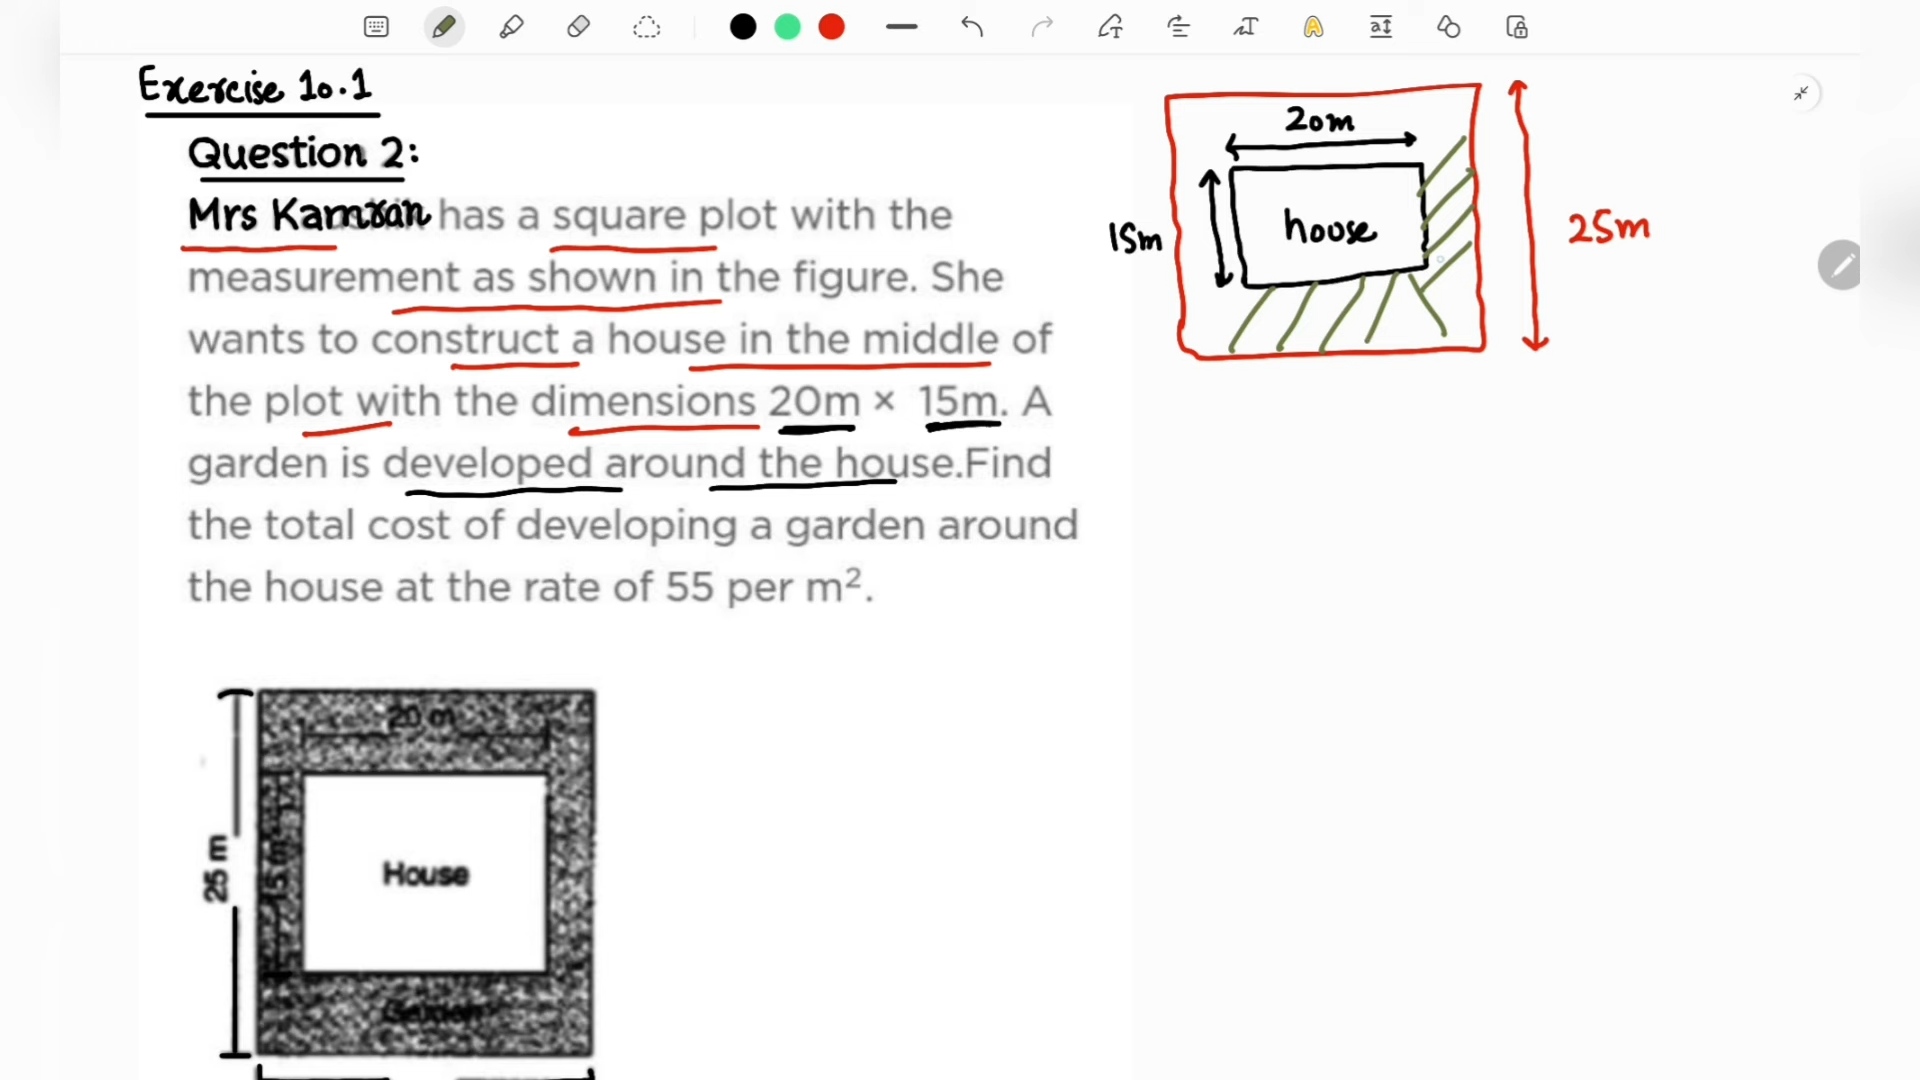 Exercise 10.1
Question 2:
Mrs Kamran has a square plot with the
measurement as shown in the figure. She
wants to construct a house in the middle of
the plot with the dimensions 20m × 15m. A
garden is developed around the house.Find
the total cost of developing a garden around
the house at the rate of 55 per m².
20m
15m
house
25m
20 m
25 m
15 m
House
Garden